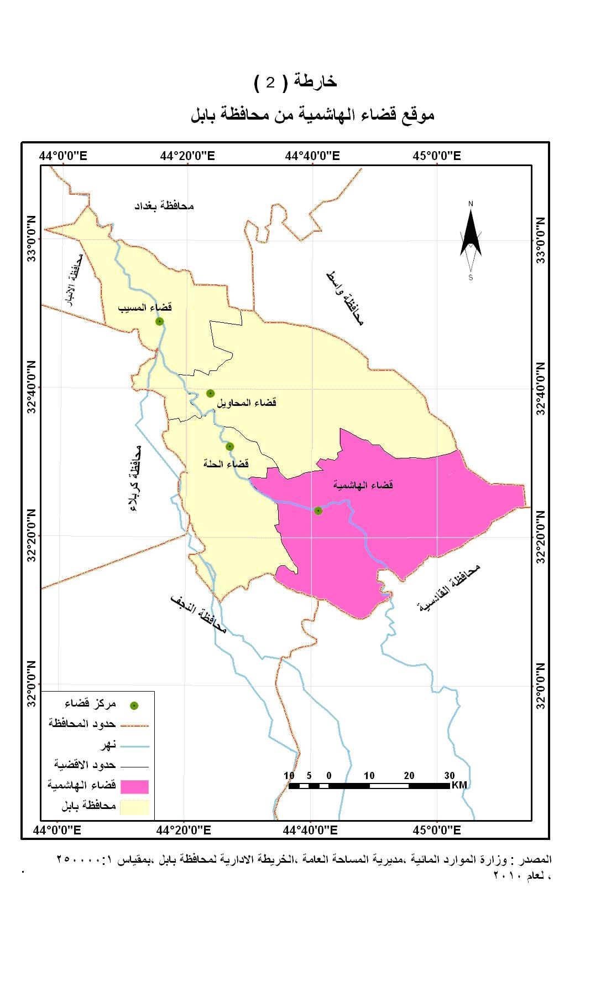 خارطة ( 2 )
موقع قضاء الهاشمية من محافظة بابل
44°0'0"E 44°20'0"E 44°40'0"E 45°0'0"E
محافظة بغداد
N
S
33°0'0"N
33°0'0"N
محافظة الانبار
محافظة واسط
قضاء المسيب
32°40'0"N
32°40'0"N
قضاء المحاويل
قضاء الحلة
محافظة كربلاء
قضاء الهاشمية
32°20'0"N
32°20'0"N
محافظة القادسية
محافظة النجف
32°0'0"N
32°0'0"N
مركز قضاء
حدود المحافظة
نهر
حدود الاقضية
قضاء الهاشمية
محافظة بابل
10 5 0 10 20 30
KM
44°0'0"E 44°20'0"E 44°40'0"E 45°0'0"E
المصدر : وزارة الموارد المائية ،مديرية المساحة العامة ،الخريطة الادارية لمحافظة بابل ،بمقياس ١:٢٥٠٠٠٠
، لعام ٢٠١٠ .